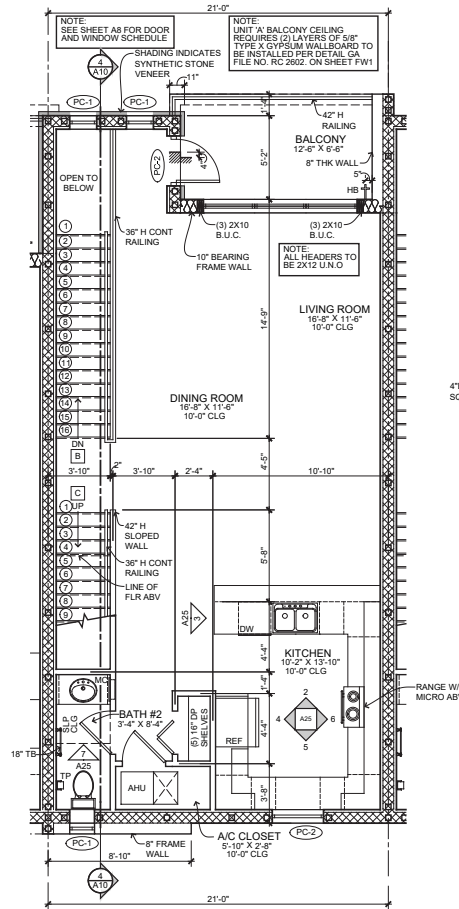 21'-0"
NOTE:
SEE SHEET A8 FOR DOOR
AND WINDOW SCHEDULE
NOTE:
UNIT 'A' BALCONY CEILING
REQUIRES (2) LAYERS OF 5/8"
TYPE X GYPSUM WALLBOARD TO
BE INSTALLED PER DETAIL GA
FILE NO. RC 2602. ON SHEET FW1
4
A10
SHADING INDICATES
SYNTHETIC STONE
VENEER
11"
PC-1
PC-1
1'-4"
42" H
RAILING
BALCONY
12'-6" X 6'-6"
8" THK WALL
5'-2"
PC-2
4"
5"
HB
OPEN TO
BELOW
36" H CONT
RAILING
(3) 2X10
B.U.C.
(3) 2X10
B.U.C.
10" BEARING
FRAME WALL
NOTE:
ALL HEADERS TO
BE 2X12 U.N.O
1
2
3
4
5
6
7
8
9
10
11
12
13
14
15
16
LIVING ROOM
16'-8" X 11'-6"
10'-0" CLG
14'-9"
DINING ROOM
16'-8" X 11'-6"
10'-0" CLG
4"
DN
B
4'-5"
3'-10"
2"
3'-10"
2'-4"
10'-10"
C
UP
1
2
3
4
5
6
7
8
9
42" H
SLOPED
WALL
36" H CONT
RAILING
LINE OF
FLR ABV
5'-8"
A25
3
DW
KITCHEN
10'-2" X 13'-10"
10'-0" CLG
4'-4"
1'-4"
RANGE W/
MICRO ABV
MC
BATH #2
3'-4" X 8'-4"
SLP
CLG
(5) 16" DP
SHELVES
REF
2
4
A25
6
5
4'-4"
18" TB
7
A25
TP
AHU
3'-8"
PC-1
8" FRAME
WALL
A/C CLOSET
5'-10" X 2'-8"
10'-0" CLG
PC-2
8'-10"
4
A10
21'-0"